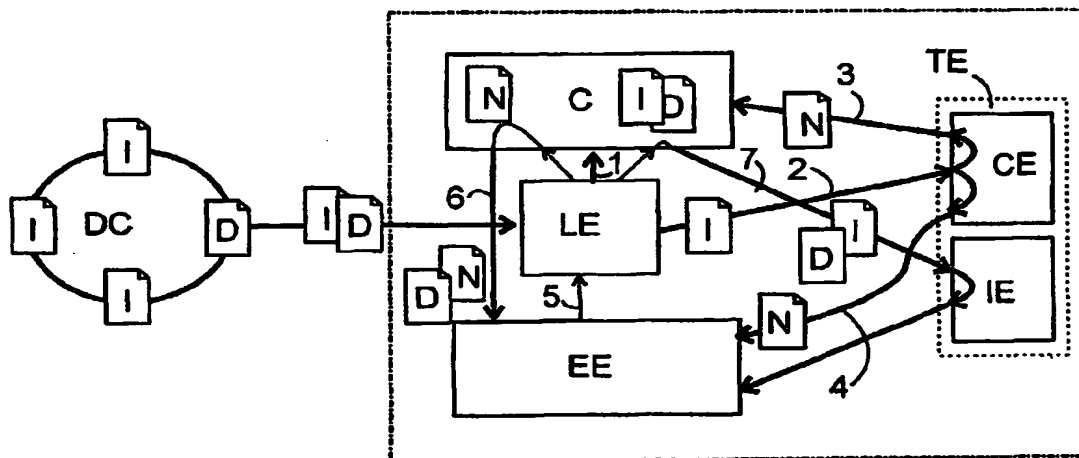 TE
N C I D N 3
I 7 CE
1 2
6
I DC D I D LE I I
D
D N 5 IE
I N
EE 4